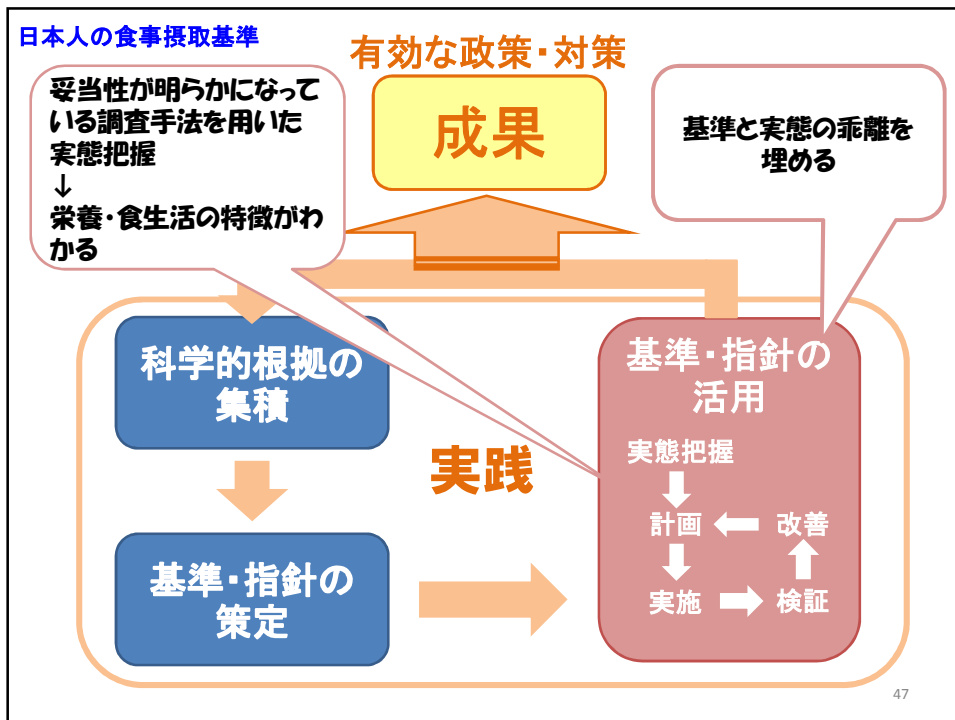 日本人の食事摂取基準
有効な政策・対策
成果
妥当性が明らかになって
いる調査手法を用いた
実態把握
↓
栄養・食生活の特徴がわ
かる
基準と実態の乖離を
埋める
科学的根拠の
集積
基準・指針の
策定
実践
基準・指針の
活用
実態把握
計画
改善
実施
検証
47